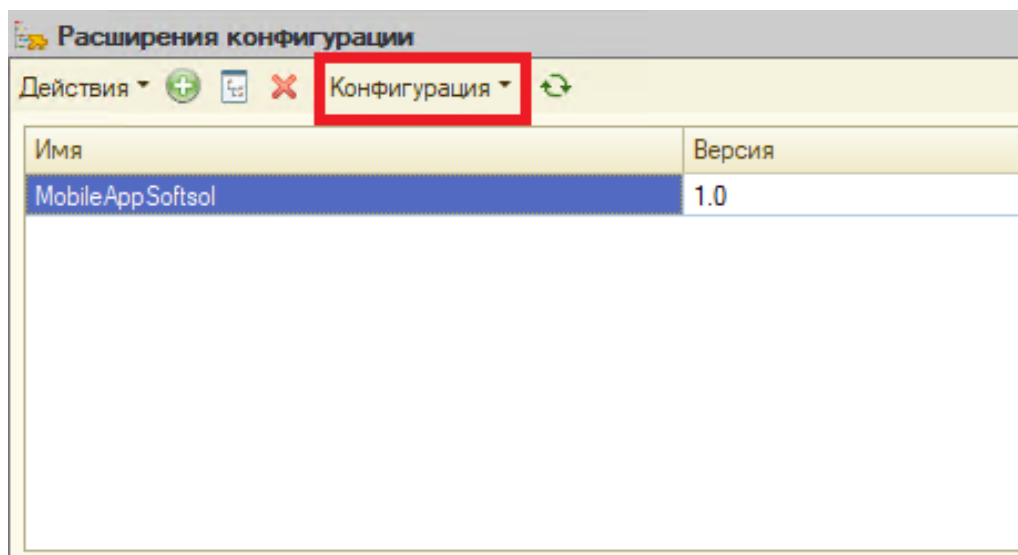 Расширения конфигурации
Действия Конфигурация
Имя Версия
MobileAppSoftsol 1.0